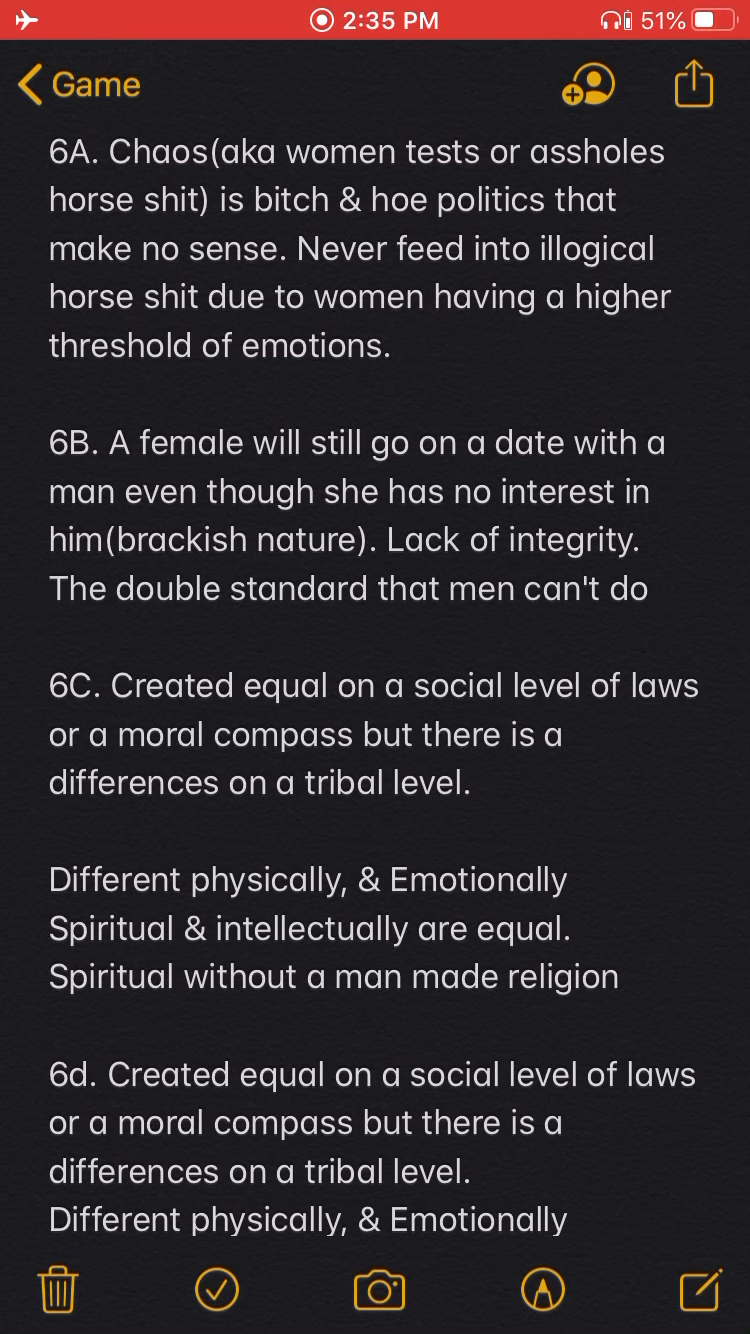 2:35 PM
51%
Game
6A. Chaos(aka women tests or assholes
horse shit) is bitch & hoe politics that
make no sense. Never feed into illogical
horse shit due to women having a higher
threshold of emotions.
6B. A female will still go on a date with a
man even though she has no interest in
him(brackish nature). Lack of integrity.
The double standard that men can't do
6C. Created equal on a social level of laws
or a moral compass but there is a
differences on a tribal level.
Different physically, & Emotionally
Spiritual & intellectually are equal.
Spiritual without a man made religion
6d. Created equal on a social level of laws
or a moral compass but there is a
differences on a tribal level.
Different physically, & Emotionally